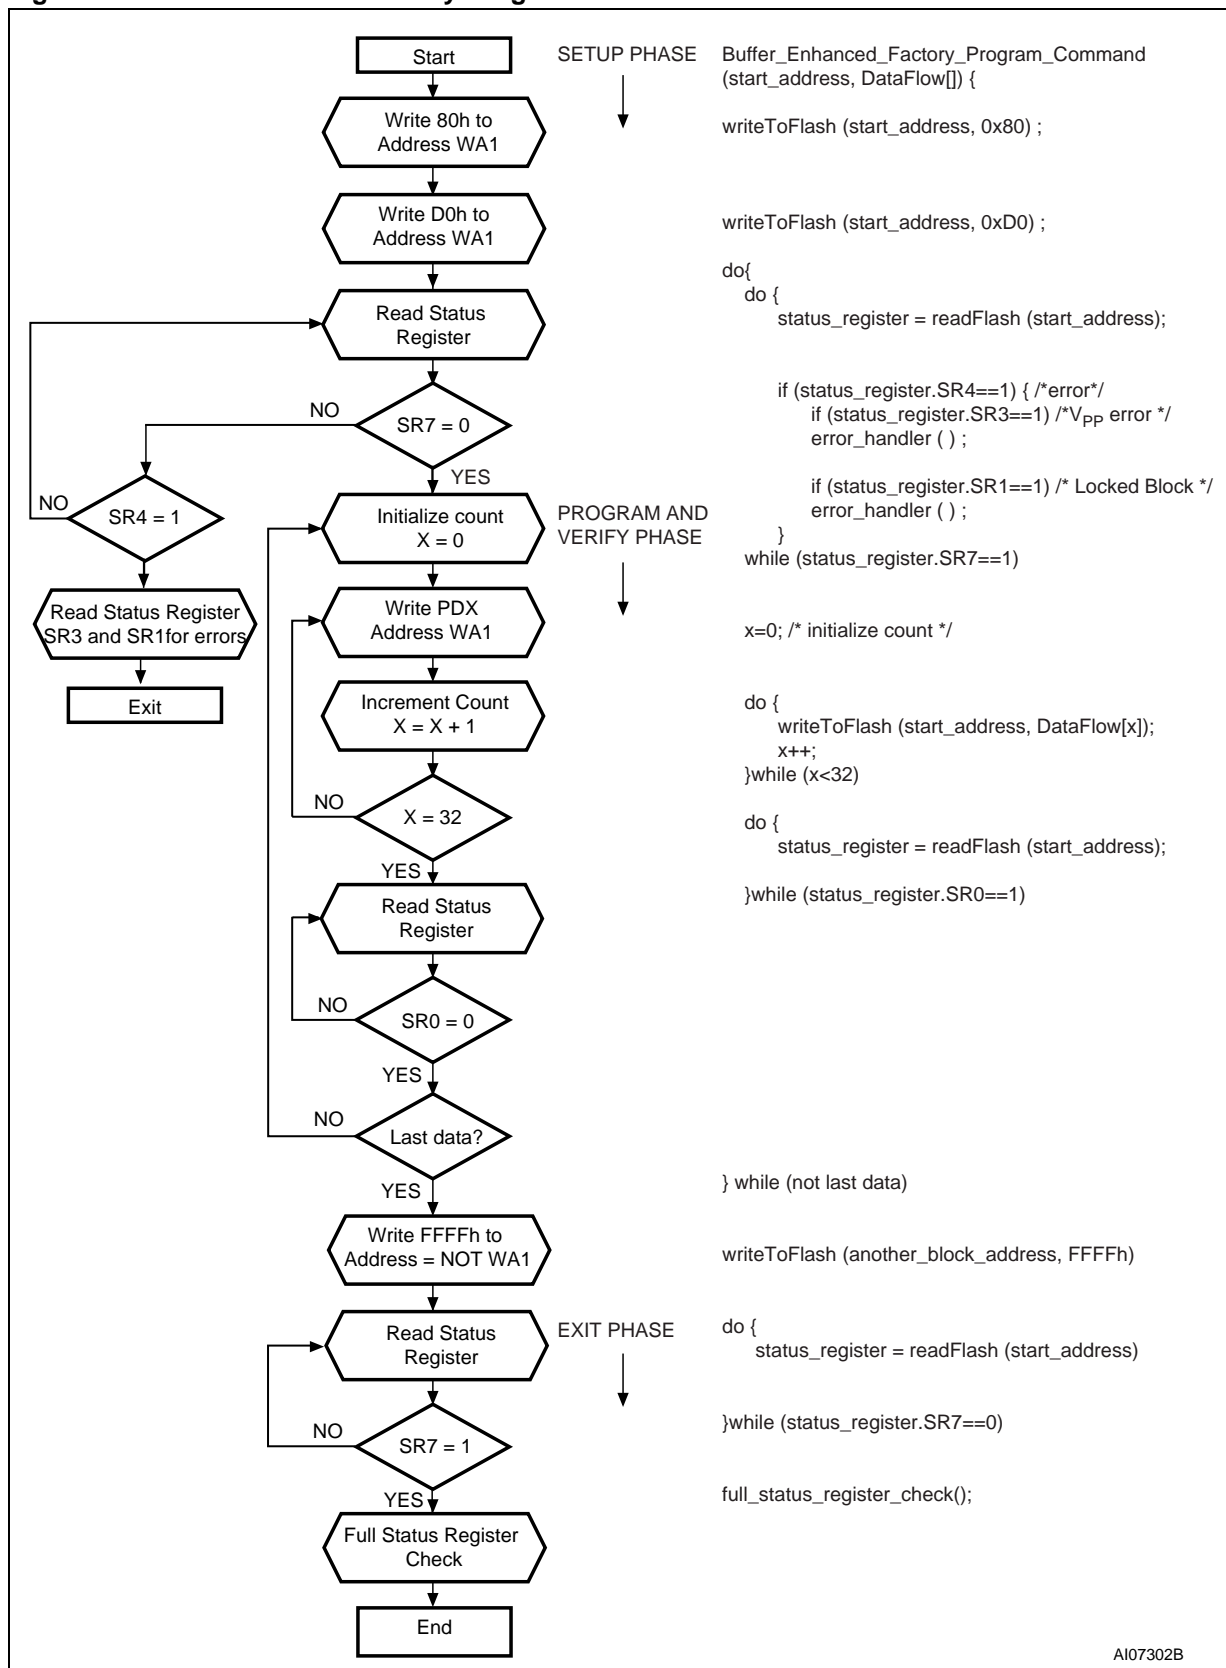 Start
Write 80h to
Address WA1
Write D0h to
Address WA1
Read Status
Register
NO
SR7 = 0
YES
NO
SR4 = 1
Read Status Register
SR3 and SR1for errors
Exit
Initialize count
X = 0
Write PDX
Address WA1
Increment Count
X = X + 1
NO
X = 32
YES
Read Status
Register
NO
SR0 = 0
YES
NO
Last data?
YES
Write FFFFh to
Address = NOT WA1
Read Status
Register
NO
SR7 = 1
YES
Full Status Register
Check
End
SETUP PHASE
PROGRAM AND
VERIFY PHASE
EXIT PHASE
Buffer_Enhanced_Factory_Program_Command
(start_address, DataFlow[]) {
writeToFlash (start_address, 0x80) ;
writeToFlash (start_address, 0xD0) ;
do{
do {
status_register = readFlash (start_address);
if (status_register.SR4==1) { /*error*/
if (status_register.SR3==1) /*VPP error */
error_handler ( ) ;
if (status_register.SR1==1) /* Locked Block */
error_handler ( ) ;
}
while (status_register.SR7==1)
x=0; /* initialize count */
do {
writeToFlash (start_address, DataFlow[x]);
x++;
}while (x<32)
do {
status_register = readFlash (start_address);
}while (status_register.SR0==1)
} while (not last data)
writeToFlash (another_block_address, FFFFh)
do {
status_register = readFlash (start_address)
}while (status_register.SR7==0)
full_status_register_check();
AI07302B